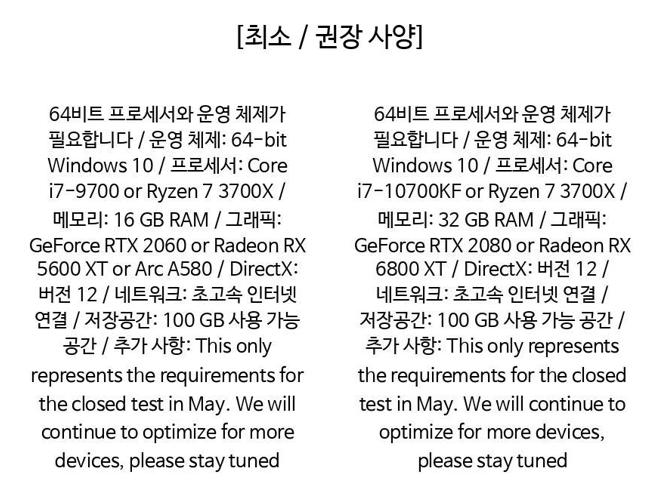 [최소 / 권장 사양]
64비트 프로세서와 운영 체제가
필요합니다 / 운영 체제: 64-bit
Windows 10 / 프로세서: Core
i7-9700 or Ryzen 7 3700X /
메모리: 16 GB RAM / 그래픽:
GeForce RTX 2060 or Radeon RX
5600 XT or Arc A580 / DirectX:
버전 12 / 네트워크: 초고속 인터넷
연결 / 저장공간: 100 GB 사용 가능
공간 / 추가 사항: This only
represents the requirements for
the closed test in May. We will
continue to optimize for more
devices, please stay tuned
64비트 프로세서와 운영 체제가
필요합니다 / 운영 체제: 64-bit
Windows 10 / 프로세서: Core
i7-10700KF or Ryzen 7 3700X /
메모리: 32 GB RAM / 그래픽:
GeForce RTX 2080 or Radeon RX
6800 XT / DirectX: 버전 12 /
네트워크: 초고속 인터넷 연결 /
저장공간: 100 GB 사용 가능 공간 /
추가 사항: This only represents
the requirements for the closed
test in May. We will continue to
optimize for more devices,
please stay tuned